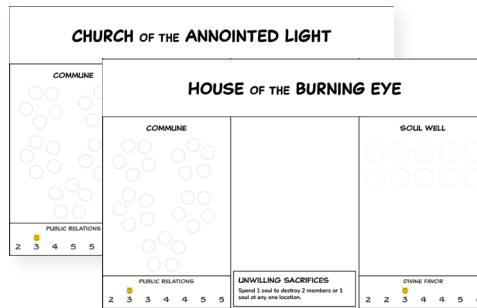 CHURCH OF THE ANNOINTED LIGHT
COMMUNE
PUBLIC RELATIONS
2 3 4 5 5
HOUSE OF THE BURNING EYE
COMMUNE
SOUL WELL
PUBLIC RELATIONS
2 3 3 4 4 5 5
UNWILLING SACRIFICES
Spend 1 soul to destroy 2 members or 1
soul at any one location.
DIVINE FAVOR
2 2 3 4 4 5